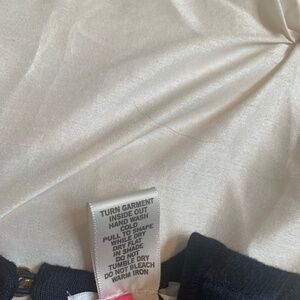 TURN GARMENT
INSIDE OUT
HAND WASH
COLD
PULL TO SHAPE
WHILE DRY
DRY FLAT
IN SHADE
DO NOT
TUMBLE DRY
DO NOT BLEACH
WARM IRON